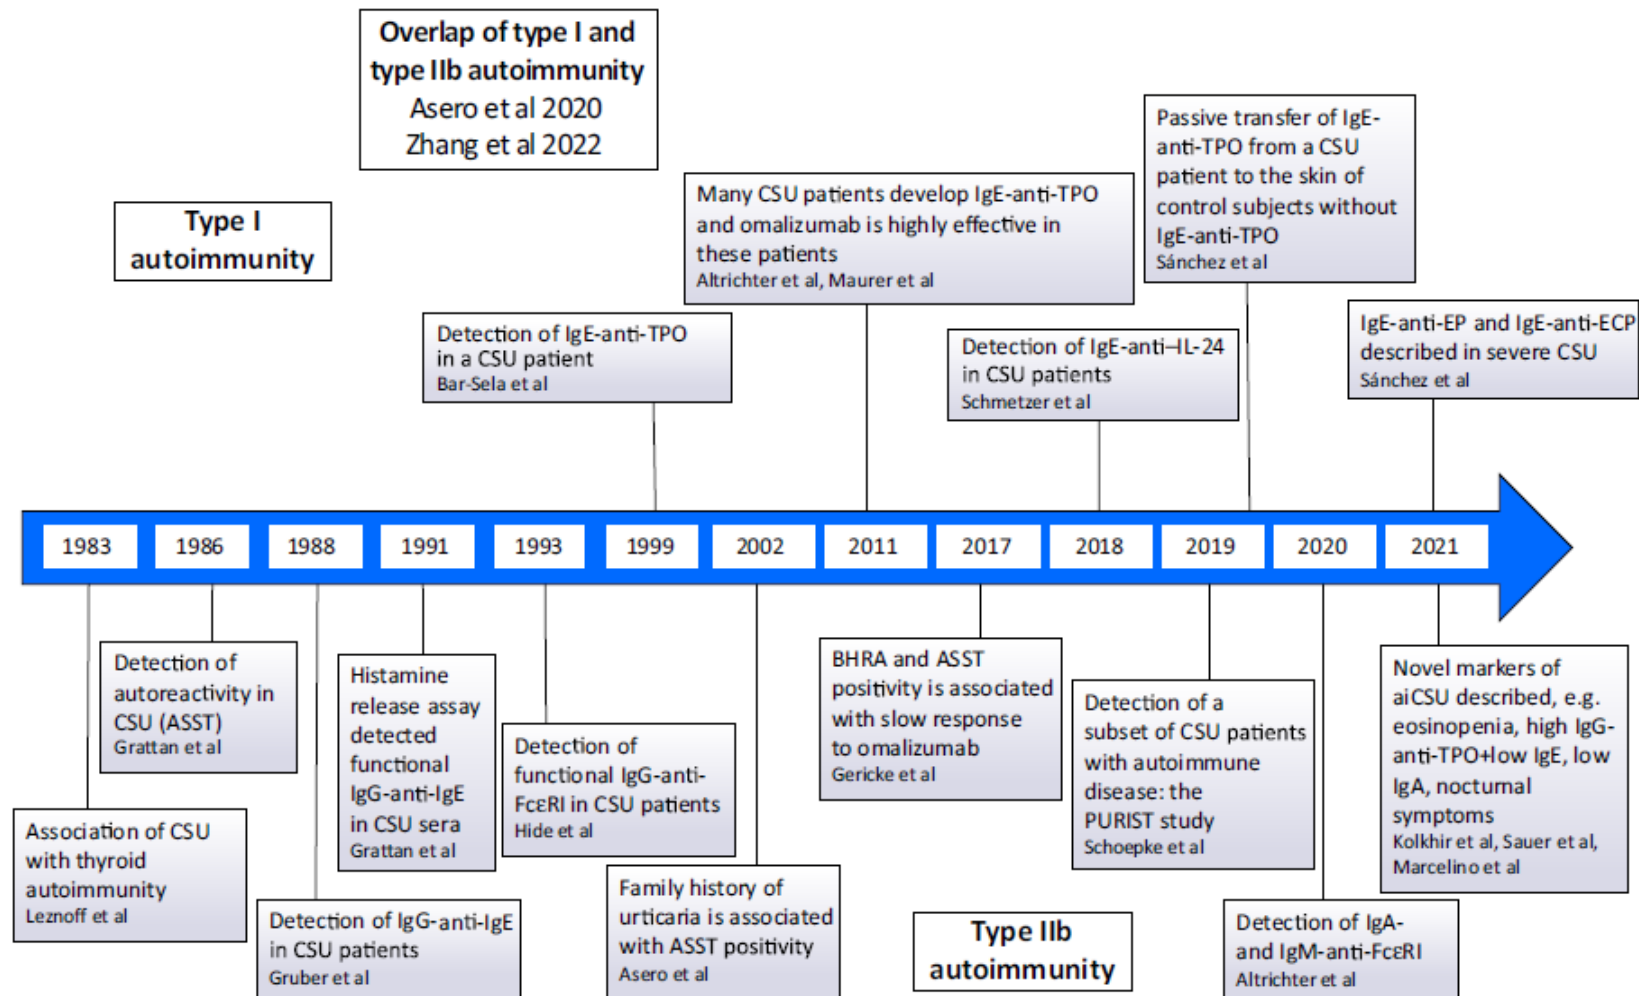 Overlap of type I and
type IIb autoimmunity
Asero et al 2020
Zhang et al 2022
Type I
autoimmunity
Many CSU patients develop IgE-anti-TPO
and omalizumab is highly effective in
these patients
Altrichter et al, Maurer et al
Passive transfer of IgE-
anti-TPO from a CSU
patient to the skin of
control subjects without
IgE-anti-TPO
Sánchez et al
Detection of IgE-anti-TPO
in a CSU patient
Bar-Sela et al
Detection of IgE-anti–IL-24
in CSU patients
Schmetzer et al
IgE-anti-EP and IgE-anti-ECP
described in severe CSU
Sánchez et al
1983
1986
1988
1991
1993
1999
2002
2011
2017
2018
2019
2020
2021
Association of CSU
with thyroid
autoimmunity
Leznoff et al
Detection of
autoreactivity in
CSU (ASST)
Grattan et al
Detection of IgG-anti-IgE
in CSU patients
Gruber et al
Histamine
release assay
detected
functional
IgG-anti-IgE
in CSU sera
Grattan et al
Detection of
functional IgG-anti-
FcεRI in CSU patients
Hide et al
Family history of
urticaria is associated
with ASST positivity
Asero et al
BHRA and ASST
positivity is associated
with slow response
to omalizumab
Gericke et al
Type IIb
autoimmunity
Detection of a
subset of CSU patients
with autoimmune
disease: the
PURIST study
Schoepke et al
Detection of IgA-
and IgM-anti-FcεRI
Altrichter et al
Novel markers of
aiCSU described, e.g.
eosinopenia, high IgG-
anti-TPO+low IgE, low
IgA, nocturnal
symptoms
Kolkhir et al, Sauer et al,
Marcelino et al